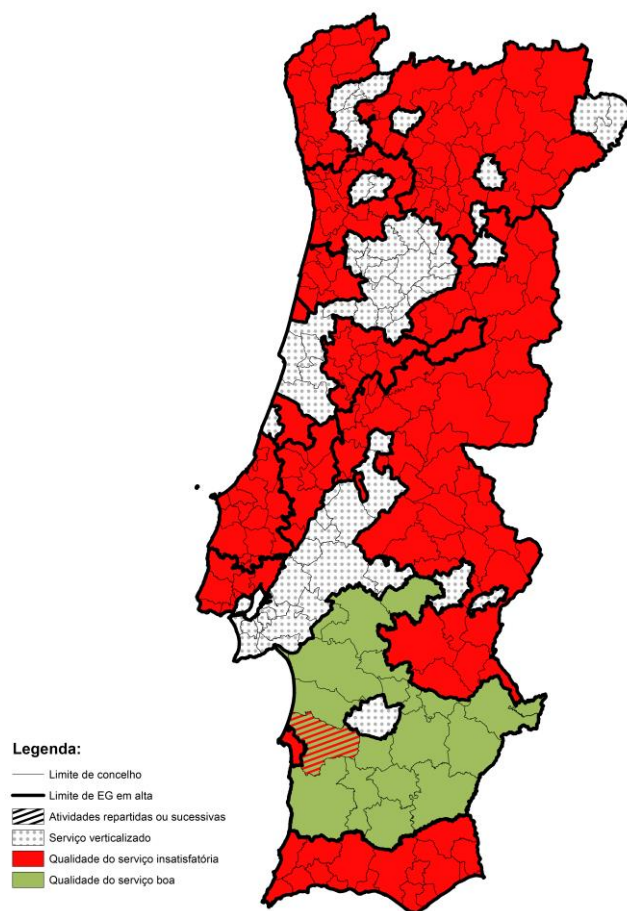 Legenda:
Limite de concelho
Limite de EG em alta
Atividades repartidas ou sucessivas
Serviço verticalizado
Qualidade do serviço insatisfatória
Qualidade do serviço boa